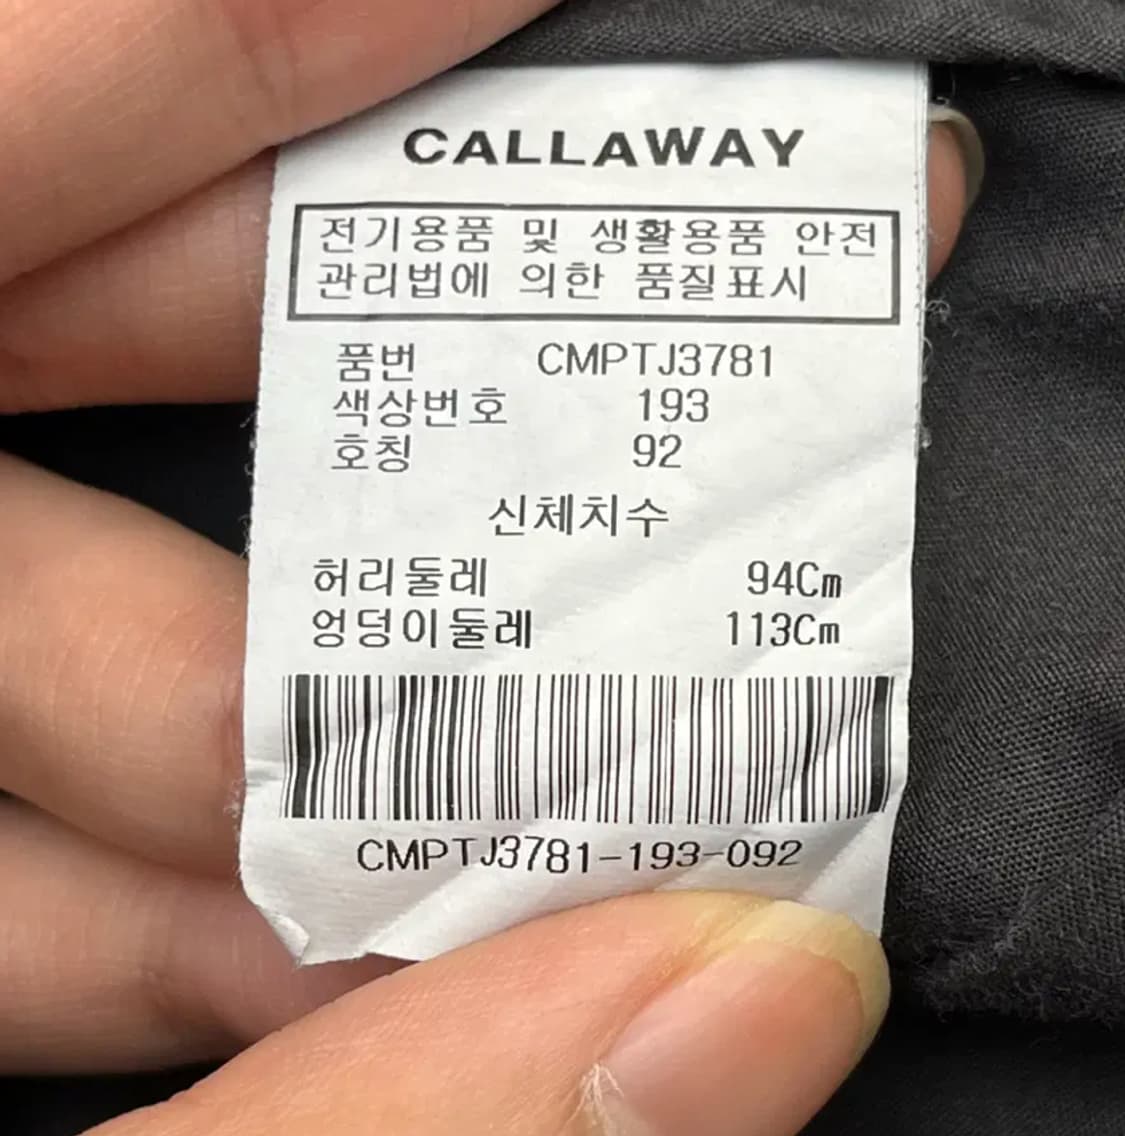 CALLAWAY
전기용품 및 생활용품 안전
관리법에 의한 품질표시
품번 CMPTJ3781
색상번호 193
호칭 92
신체치수
허리둘레 94Cm
엉덩이둘레 113Cm
CMPTJ3781-193-092